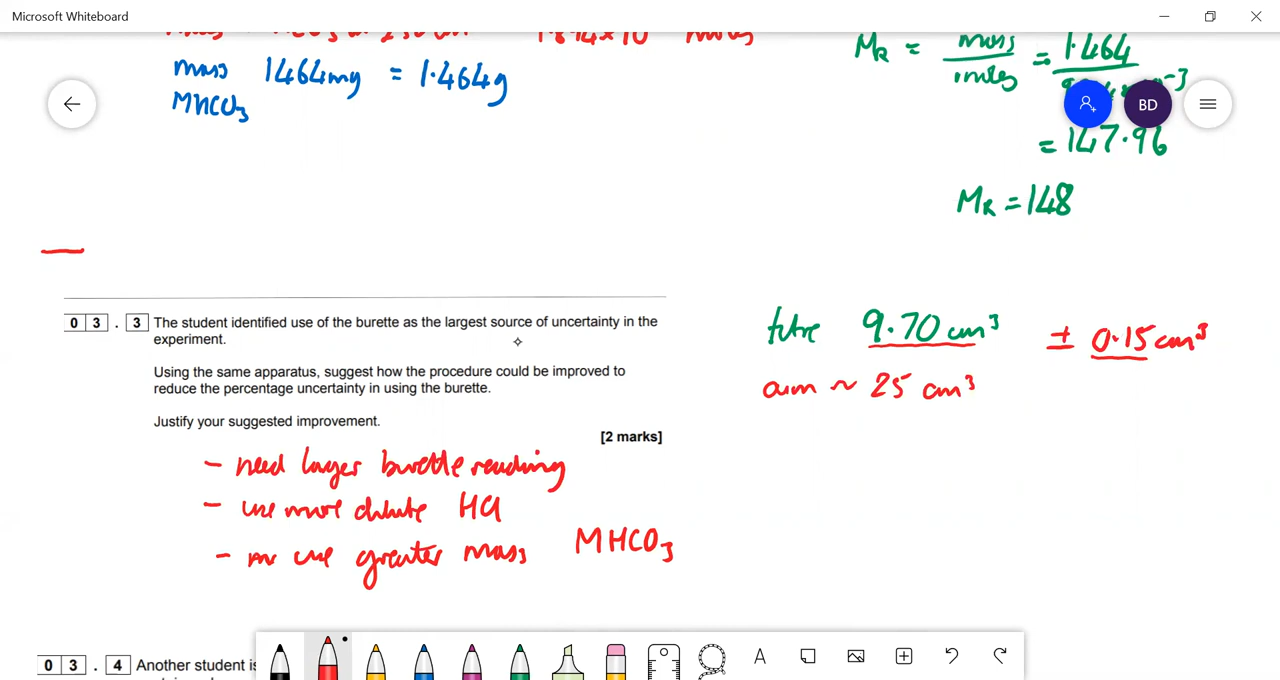 Microsoft Whiteboard
mass 1464mg = 1.464g
MHCO3
MR = mass / moles = 1.464
= 147.96
MR = 148
BD
03.3 The student identified use of the burette as the largest source of uncertainty in the
experiment.
Using the same apparatus, suggest how the procedure could be improved to
reduce the percentage uncertainty in using the burette.
Justify your suggested improvement.
[2 marks]
- need larger burette reading
- use more dilute HCl
- or use greater mass MHCO3
titre 9.70 cm³ ± 0.15 cm³
aim ~ 25 cm³
03.4 Another student is
A